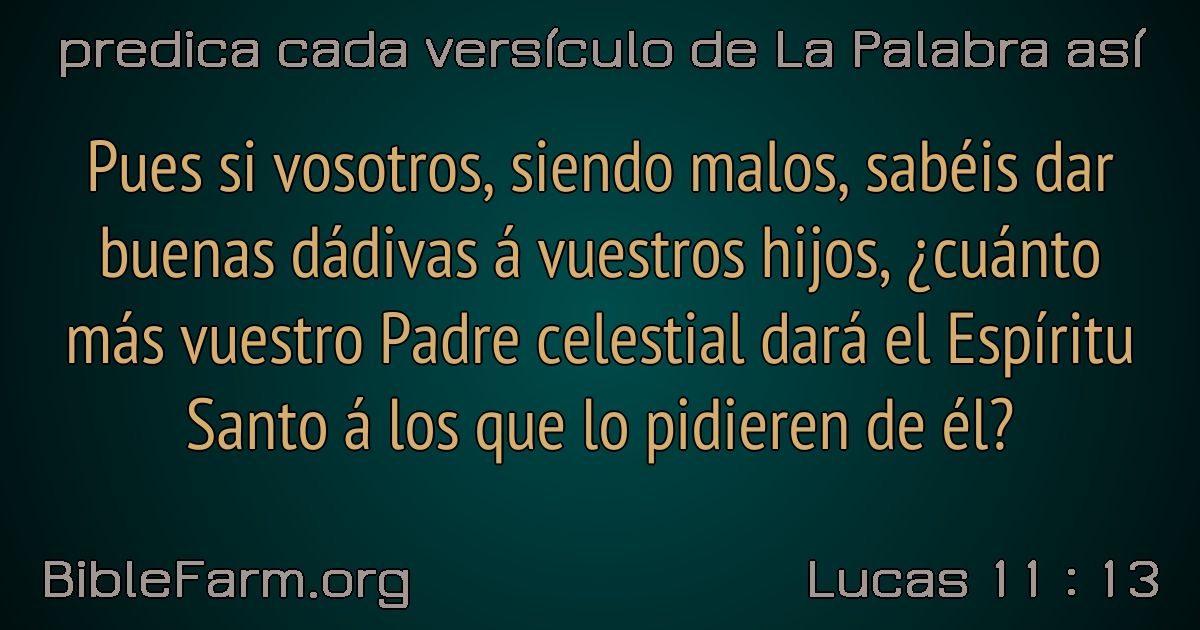 predica cada versículo de La Palabra así
Pues si vosotros, siendo malos, sabéis dar
buenas dádivas á vuestros hijos, ¿cuánto
más vuestro Padre celestial dará el Espíritu
Santo á los que lo pidieren de él?
BibleFarm.org
Lucas 11 : 13